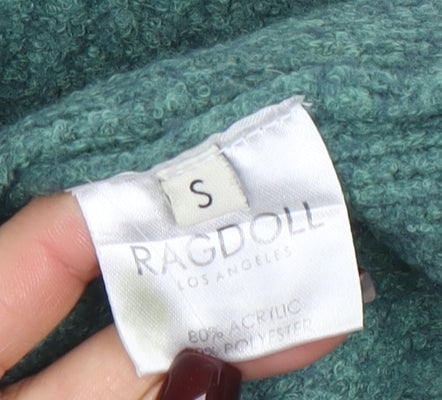 S
RAGDOLL
LOS ANGELES
80% ACRYLIC
POLYESTER